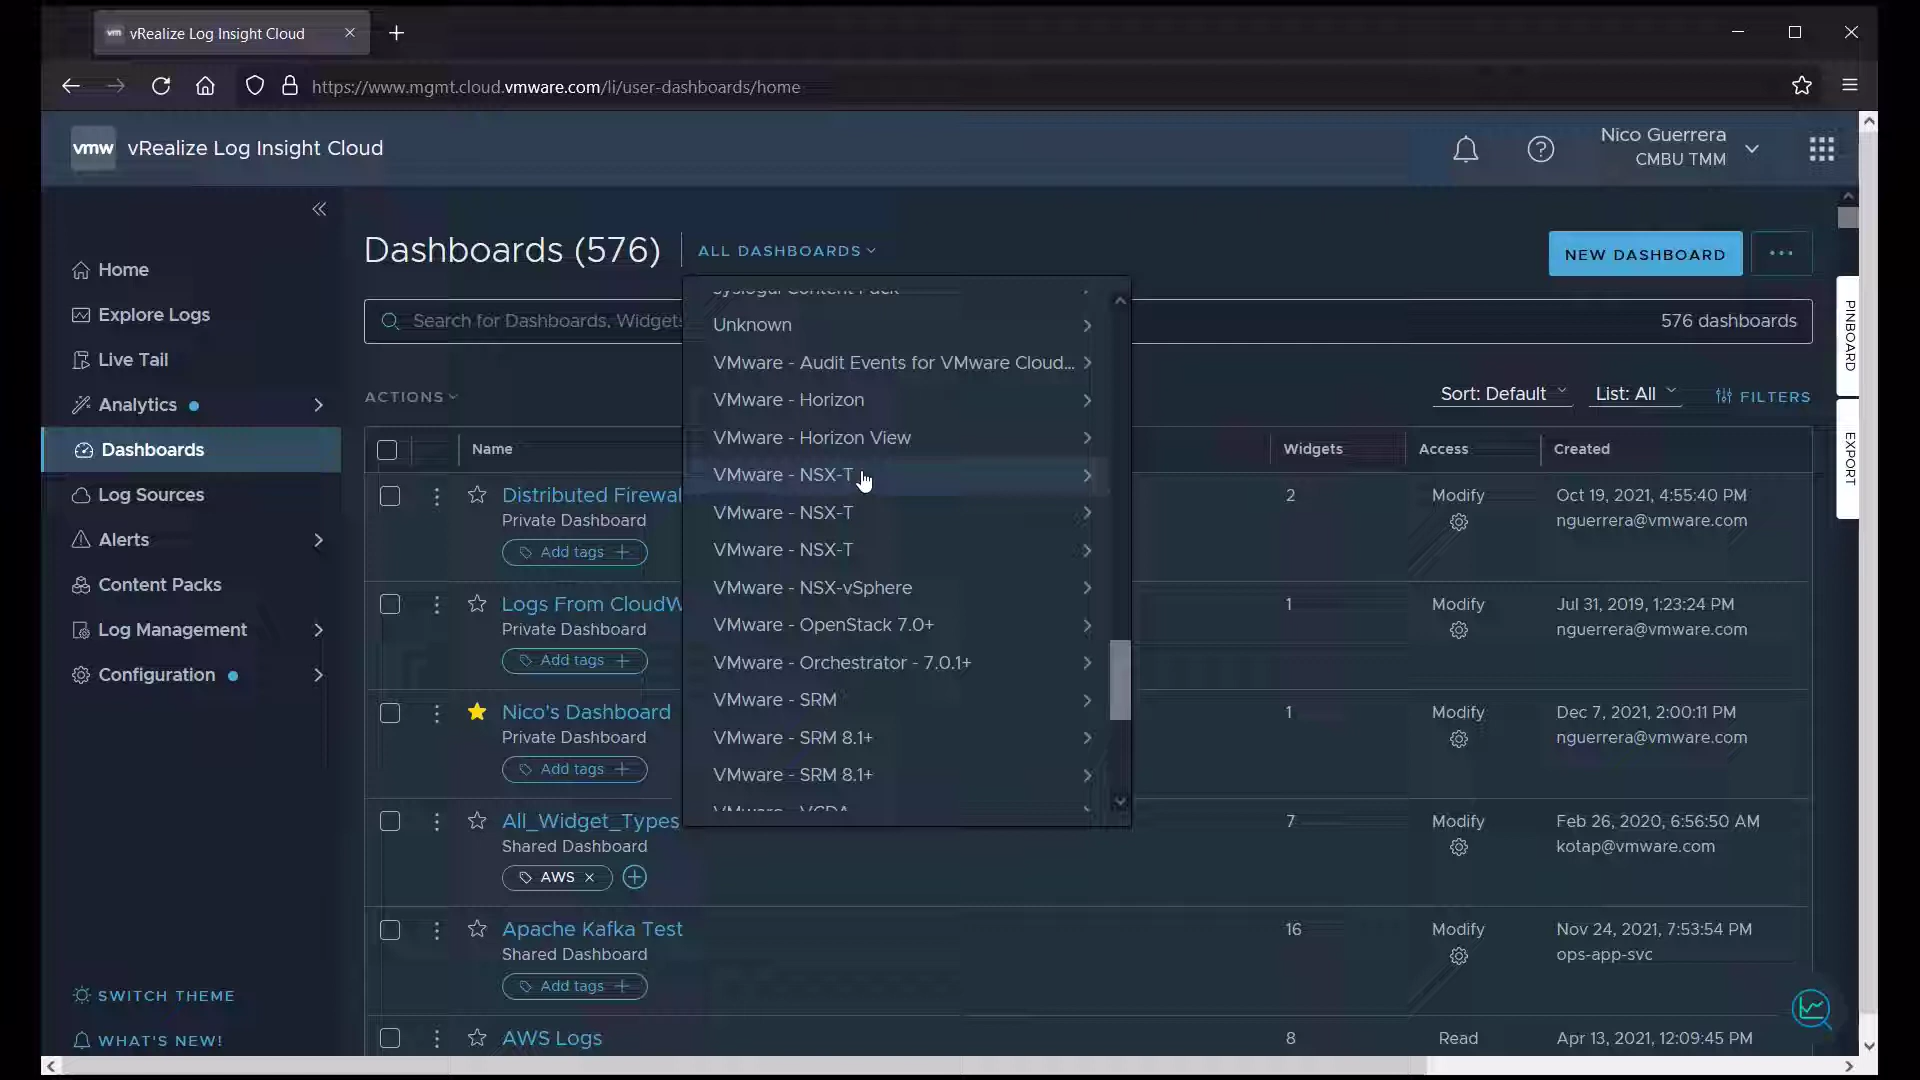 vm vRealize Log Insight Cloud
https://www.mgmt.cloud.vmware.com/li/user-dashboards/home
vmw vRealize Log Insight Cloud
Nico Guerrera
CMBU TMM
Home
Explore Logs
Live Tail
Analytics
Dashboards
Log Sources
Alerts
Content Packs
Log Management
Configuration
SWITCH THEME
WHAT'S NEW!
Dashboards (576)
ALL DASHBOARDS
NEW DASHBOARD
Search for Dashboards, Widget
576 dashboards
ACTIONS
Sort: Default
List: All
FILTERS
PINBOARD
EXPORT
Unknown
VMware - Audit Events for VMware Cloud...
VMware - Horizon
VMware - Horizon View
VMware - NSX-T
VMware - NSX-T
VMware - NSX-T
VMware - NSX-vSphere
VMware - OpenStack 7.0+
VMware - Orchestrator - 7.0.1+
VMware - SRM
VMware - SRM 8.1+
VMware - SRM 8.1+
VMware - VCDA
Name Widgets Access Created
Distributed Firewal 2 Modify Oct 19, 2021, 4:55:40 PM
Private Dashboard nguerrera@vmware.com
Add tags +
Logs From CloudW 1 Modify Jul 31, 2019, 1:23:24 PM
Private Dashboard nguerrera@vmware.com
Add tags +
Nico's Dashboard 1 Modify Dec 7, 2021, 2:00:11 PM
Private Dashboard nguerrera@vmware.com
Add tags +
All_Widget_Types 7 Modify Feb 26, 2020, 6:56:50 AM
Shared Dashboard kotap@vmware.com
AWS ×
Apache Kafka Test 16 Modify Nov 24, 2021, 7:53:54 PM
Shared Dashboard ops-app-svc
Add tags +
AWS Logs 8 Read Apr 13, 2021, 12:09:45 PM